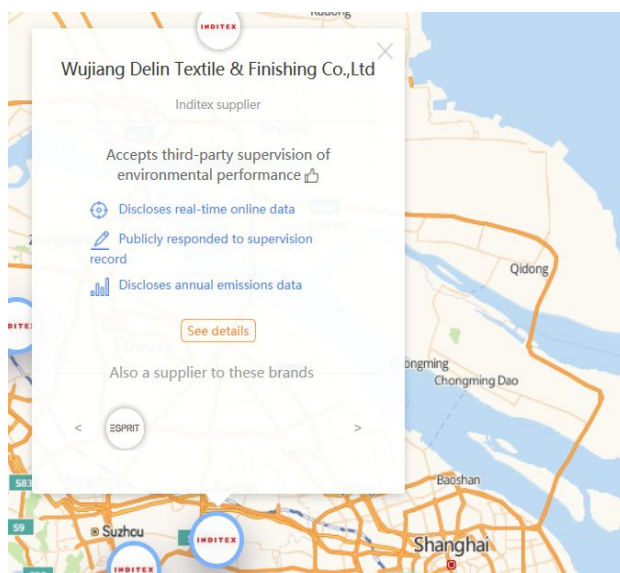 Rudong
INDITEX
Wujiang Delin Textile & Finishing Co.,Ltd
Inditex supplier
Accepts third-party supervision of
environmental performance
Discloses real-time online data
Publicly responded to supervision
record
Discloses annual emissions data
See details
Also a supplier to these brands
< ESPRIT >
Qidong
Chongming Dao
Baoshan
S83
S9
Suzhou
INDITEX
INDITEX
Shanghai